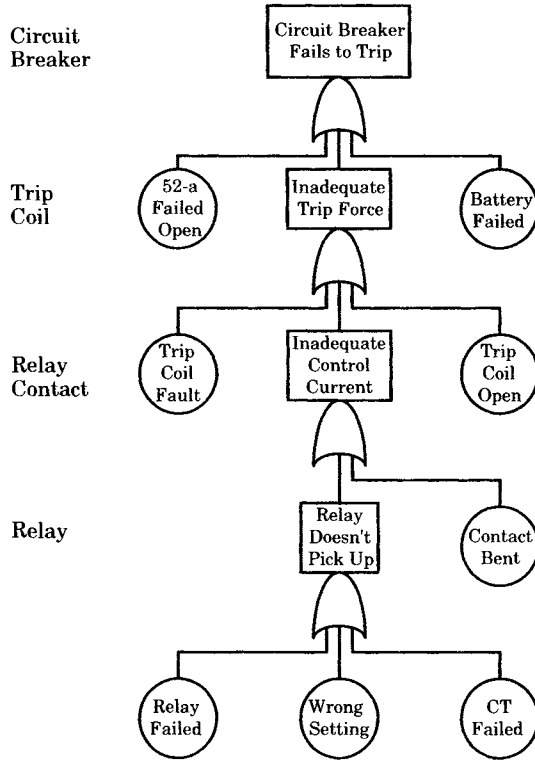 Circuit
Breaker
Circuit Breaker
Fails to Trip
Trip
Coil
52-a
Failed
Open
Inadequate
Trip Force
Battery
Failed
Relay
Contact
Trip
Coil
Fault
Inadequate
Control
Current
Trip
Coil
Open
Relay
Relay
Doesn't
Pick Up
Contact
Bent
Relay
Failed
Wrong
Setting
CT
Failed